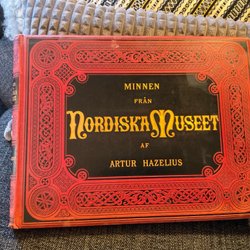 MINNEN
FRÅN
NORDISKA MUSEET
AF
ARTUR HAZELIUS